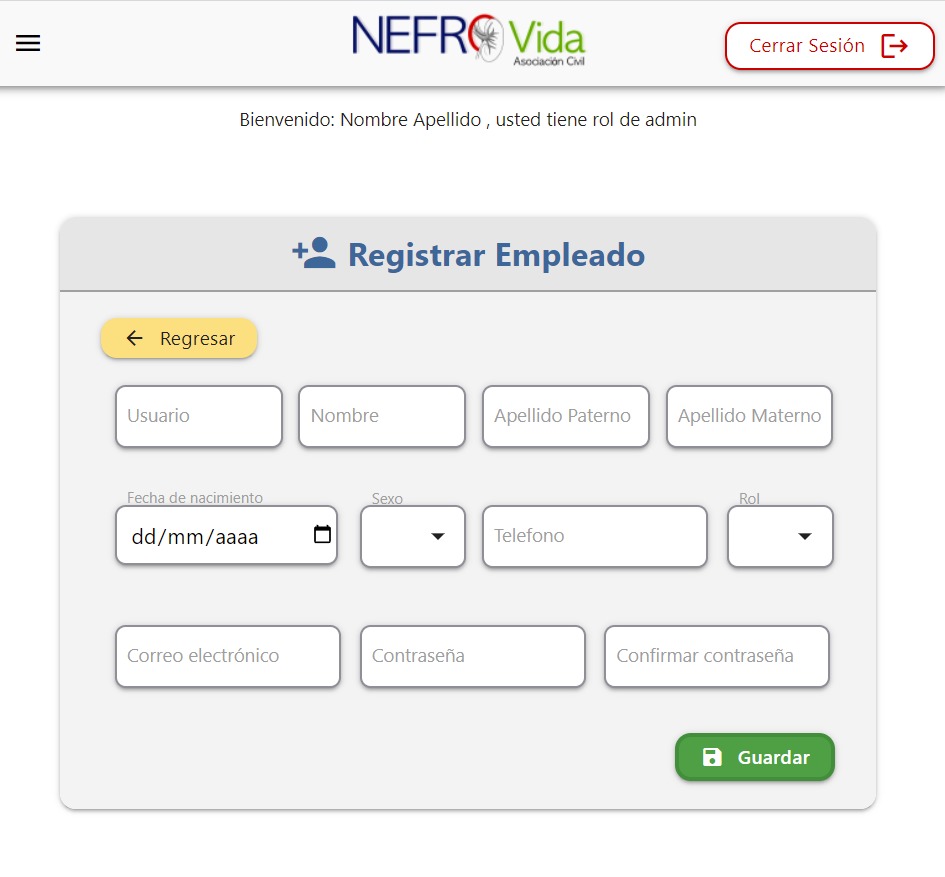 NEFRO Vida
Asociación Civil
Cerrar Sesión
Bienvenido: Nombre Apellido , usted tiene rol de admin
Registrar Empleado
Regresar
Usuario Nombre Apellido Paterno Apellido Materno
Fecha de nacimiento Sexo Rol
dd/mm/aaaa Telefono
Correo electrónico Contraseña Confirmar contraseña
Guardar